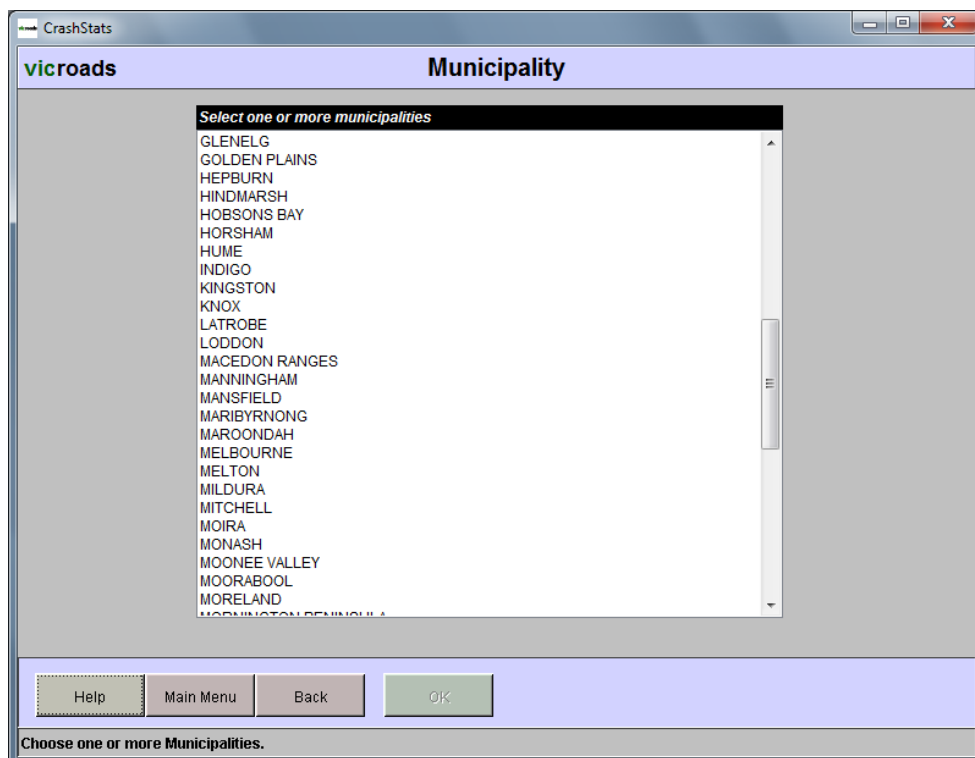 CrashStats
vicroads
Municipality
Select one or more municipalities
GLENELG
GOLDEN PLAINS
HEPBURN
HINDMARSH
HOBSONS BAY
HORSHAM
HUME
INDIGO
KINGSTON
KNOX
LATROBE
LODDON
MACEDON RANGES
MANNINGHAM
MANSFIELD
MARIBYRNONG
MAROONDAH
MELBOURNE
MELTON
MILDURA
MITCHELL
MOIRA
MONASH
MOONEE VALLEY
MOORABOOL
MORELAND
MORNINGTON PENINSULA
Help Main Menu Back OK
Choose one or more Municipalities.